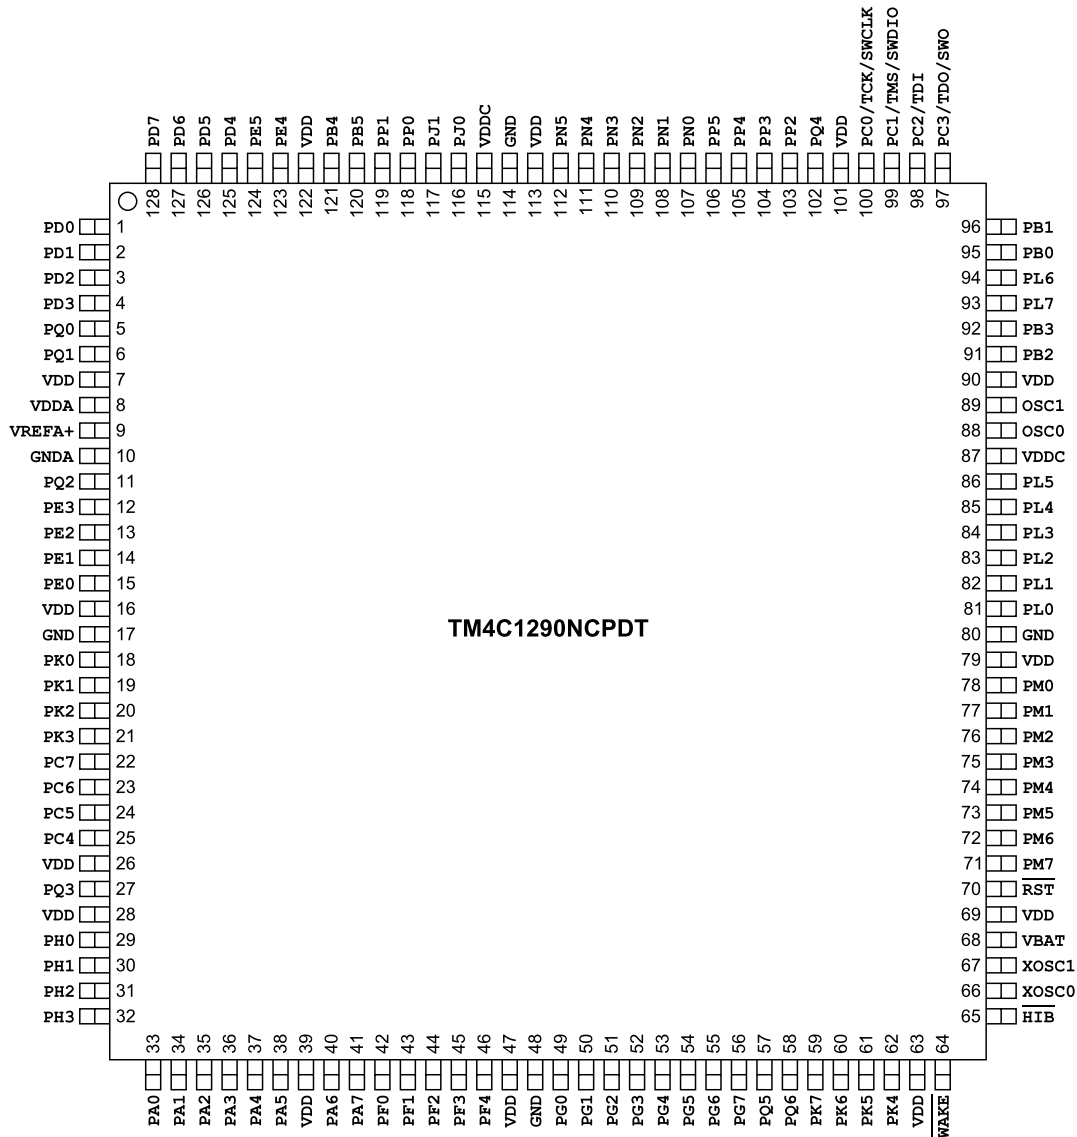 PD7 PD6 PD5 PD4 PE5 PE4 VDD PB4 PB5 PP1 PP0 PJ1 PJ0 VDDC GND VDD PN5 PN4 PN3 PN2 PN1 PN0 PP5 PP4 PP3 PP2 PQ4 VDD PC0/TCK/SWCLK PC1/TMS/SWDIO PC2/TDI PC3/TDO/SWO
128 127 126 125 124 123 122 121 120 119 118 117 116 115 114 113 112 111 110 109 108 107 106 105 104 103 102 101 100 99 98 97
PD0 1 96 PB1
PD1 2 95 PB0
PD2 3 94 PL6
PD3 4 93 PL7
PQ0 5 92 PB3
PQ1 6 91 PB2
VDD 7 90 VDD
VDDA 8 89 OSC1
VREFA+ 9 88 OSC0
GNDA 10 87 VDDC
PQ2 11 86 PL5
PE3 12 85 PL4
PE2 13 84 PL3
PE1 14 83 PL2
PE0 15 82 PL1
VDD 16 81 PL0
TM4C1290NCPDT
GND 17 80 GND
PK0 18 79 VDD
PK1 19 78 PM0
PK2 20 77 PM1
PK3 21 76 PM2
PC7 22 75 PM3
PC6 23 74 PM4
PC5 24 73 PM5
PC4 25 72 PM6
VDD 26 71 PM7
PQ3 27 70 RST
VDD 28 69 VDD
PH0 29 68 VBAT
PH1 30 67 XOSC1
PH2 31 66 XOSC0
PH3 32 65 HIB
33 34 35 36 37 38 39 40 41 42 43 44 45 46 47 48 49 50 51 52 53 54 55 56 57 58 59 60 61 62 63 64
PA0 PA1 PA2 PA3 PA4 PA5 VDD PA6 PA7 PF0 PF1 PF2 PF3 PF4 VDD GND PG0 PG1 PG2 PG3 PG4 PG5 PG6 PG7 PQ5 PQ6 PK7 PK6 PK5 PK4 VDD WAKE